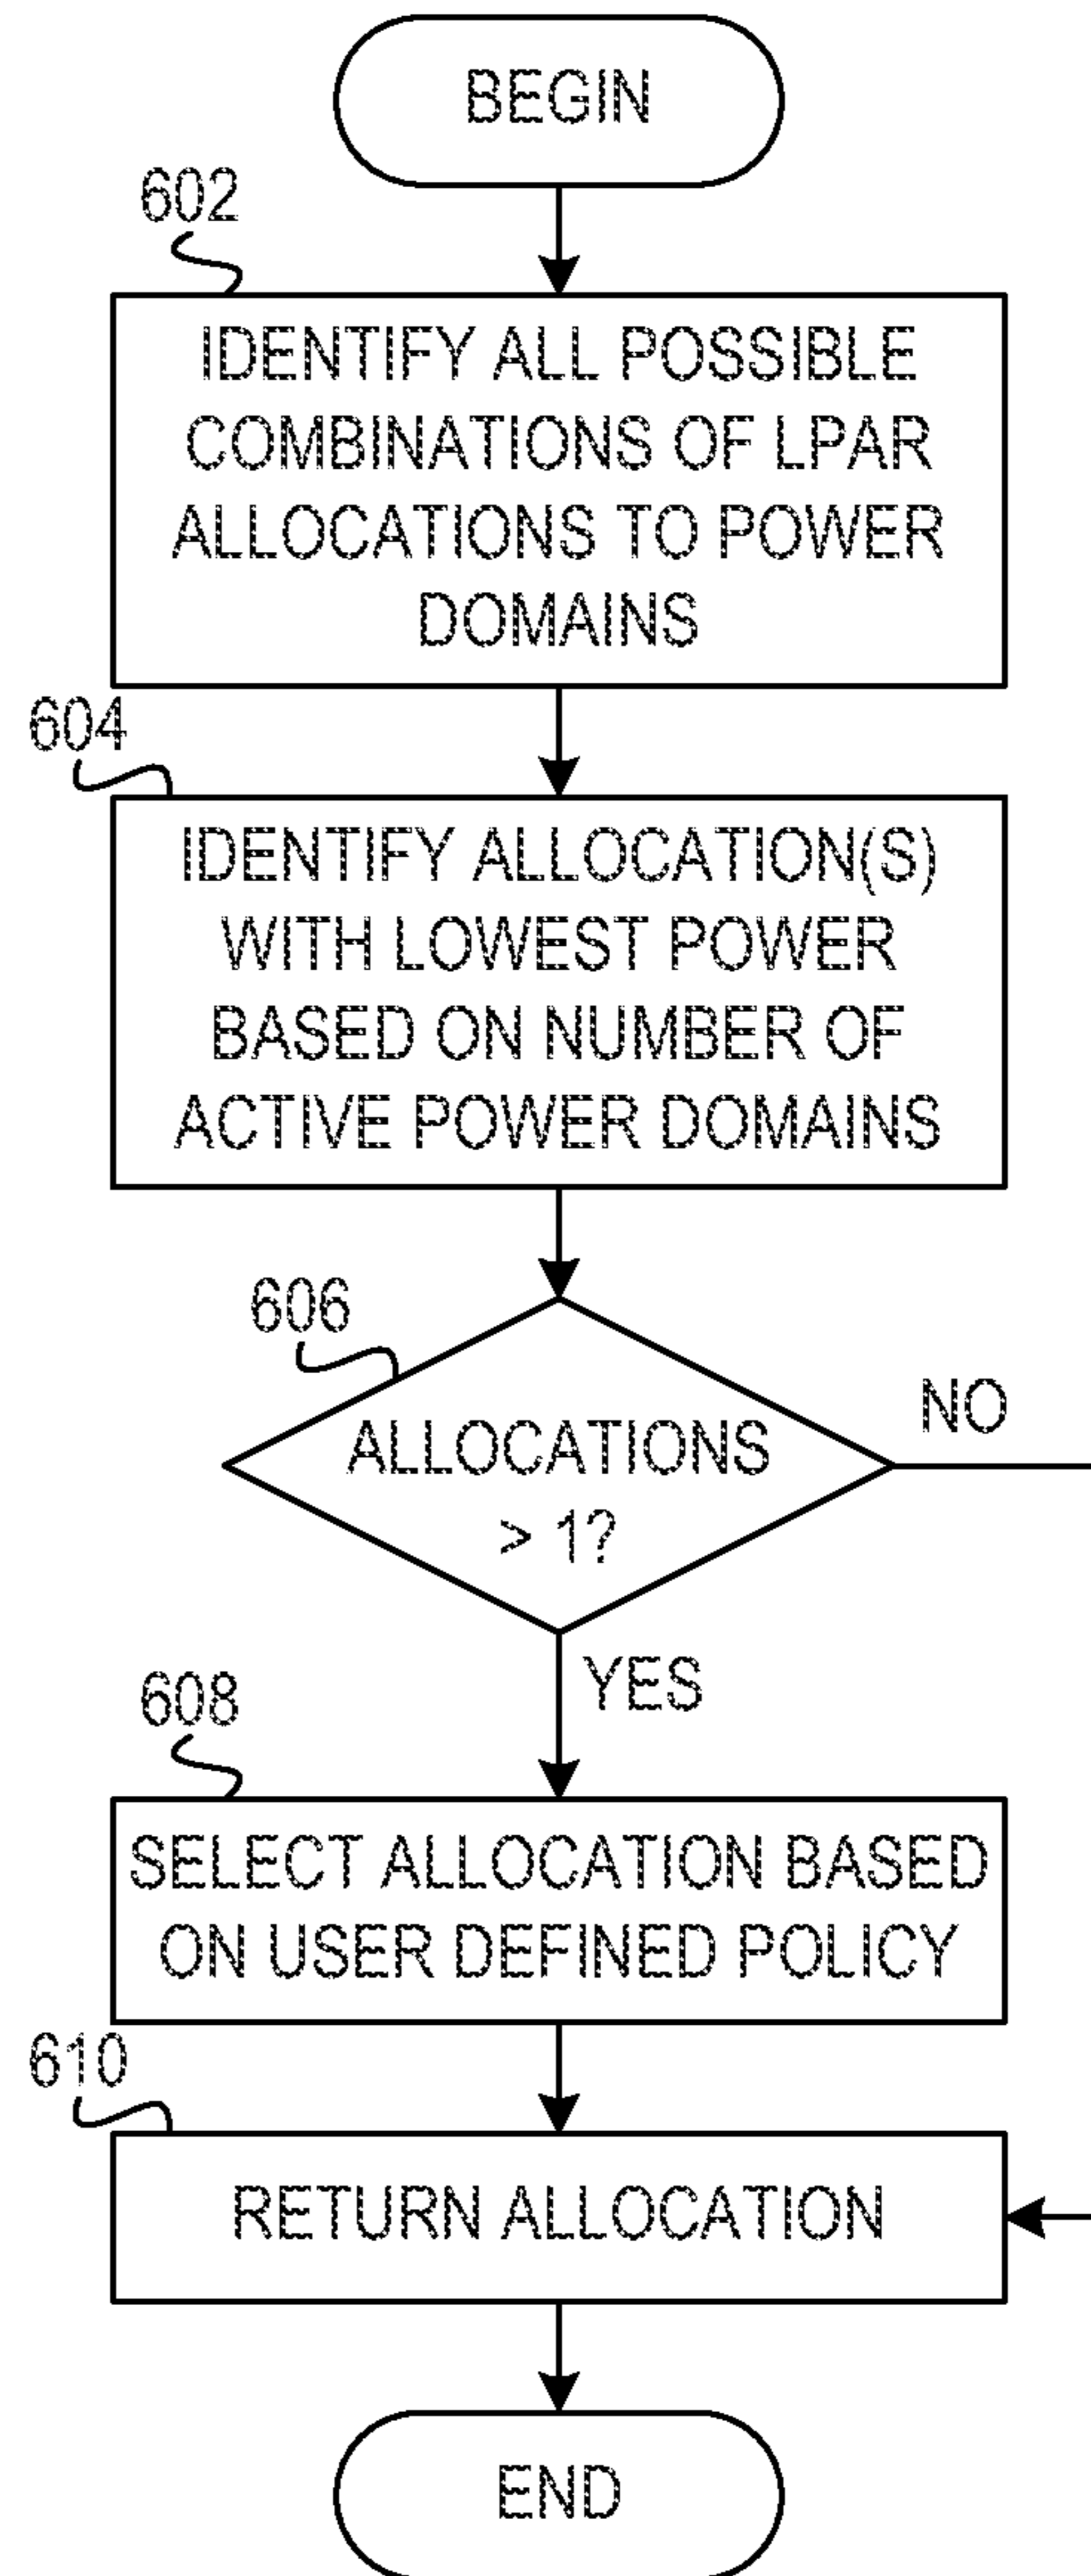 BEGIN
602
IDENTIFY ALL POSSIBLE
COMBINATIONS OF LPAR
ALLOCATIONS TO POWER
DOMAINS
604
IDENTIFY ALLOCATION(S)
WITH LOWEST POWER
BASED ON NUMBER OF
ACTIVE POWER DOMAINS
606
ALLOCATIONS
> 1?
NO
YES
608
SELECT ALLOCATION BASED
ON USER DEFINED POLICY
610
RETURN ALLOCATION
END